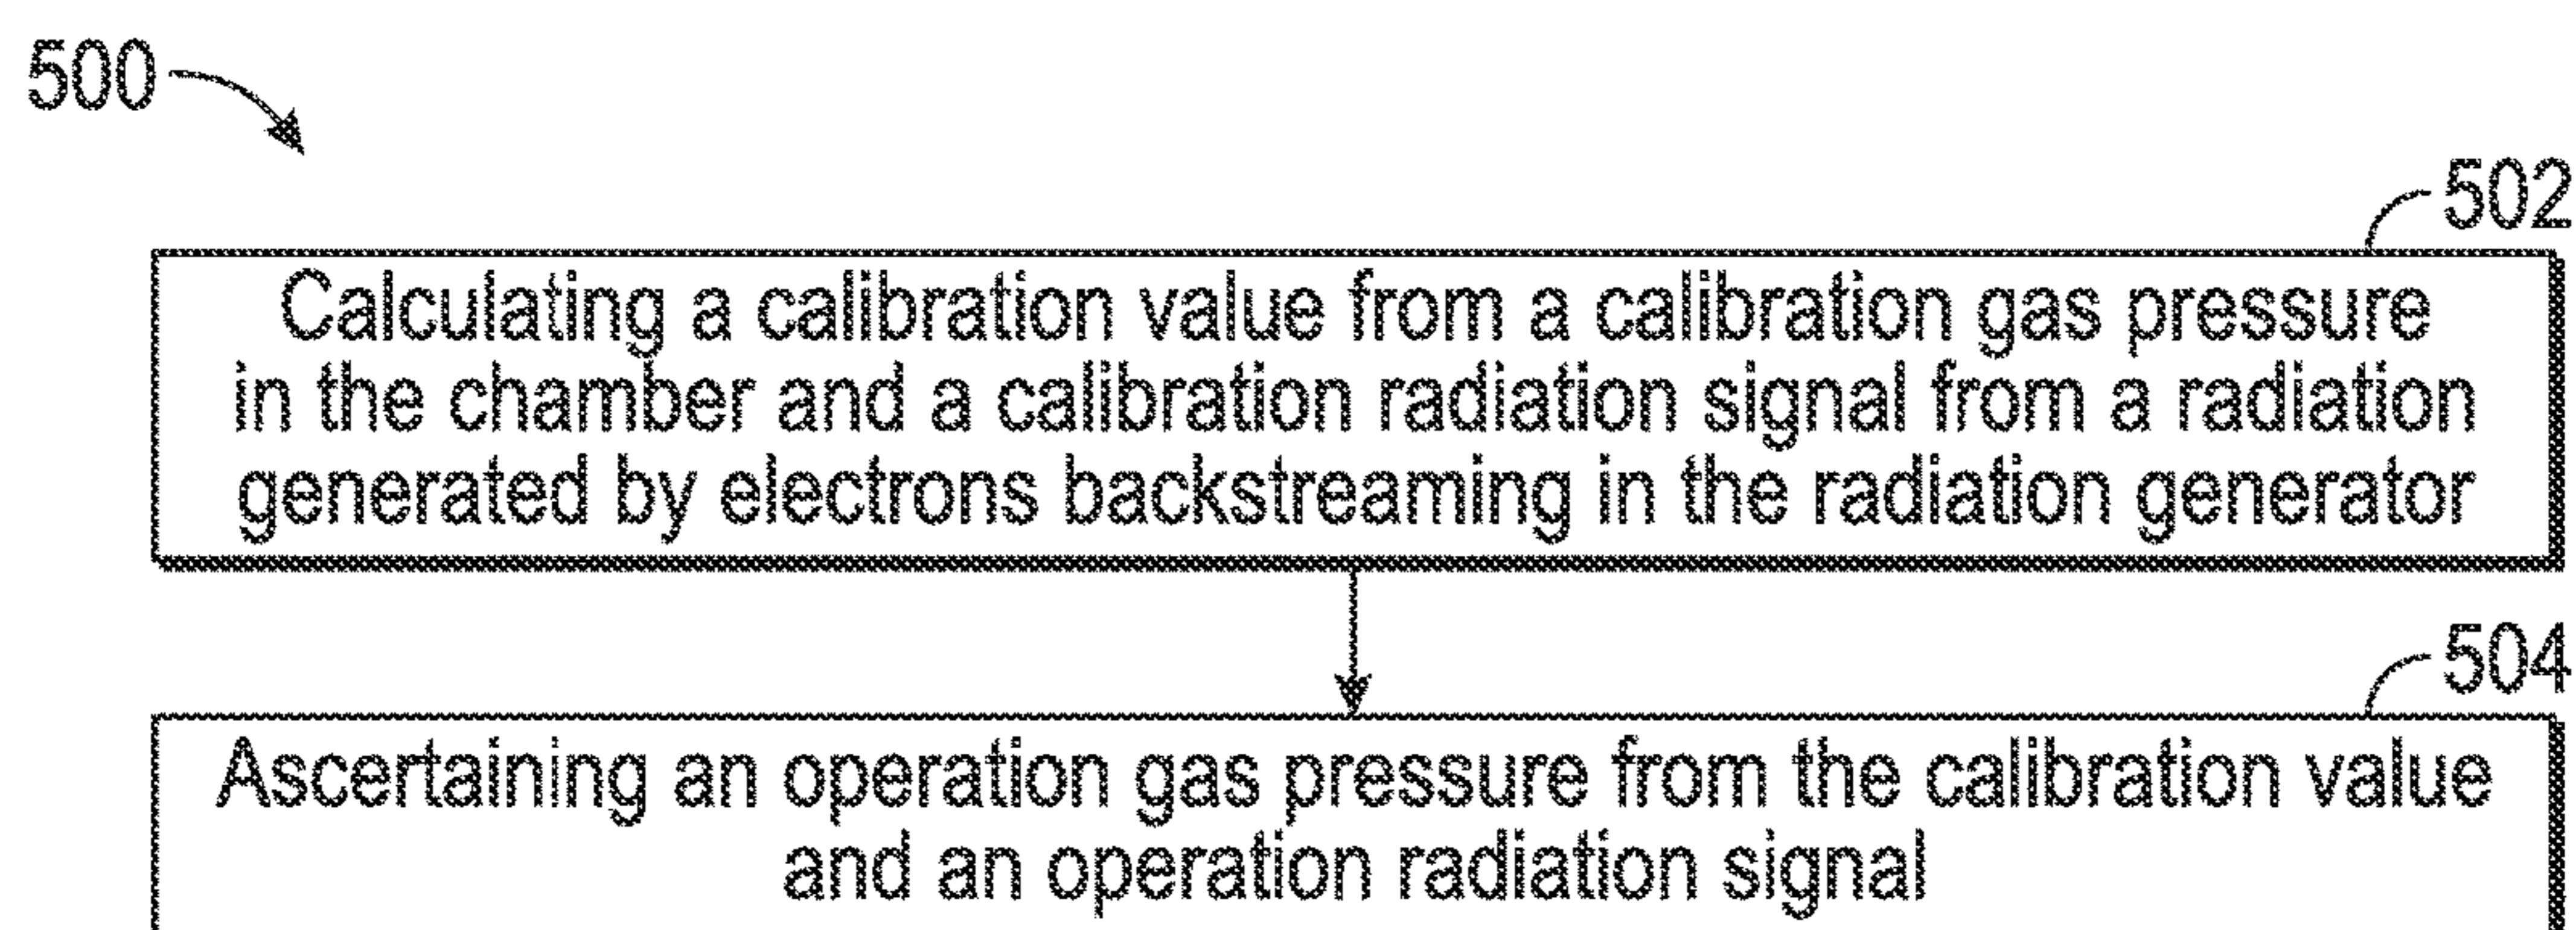 500
502
Calculating a calibration value from a calibration gas pressure
in the chamber and a calibration radiation signal from a radiation
generated by electrons backstreaming in the radiation generator
504
Ascertaining an operation gas pressure from the calibration value
and an operation radiation signal